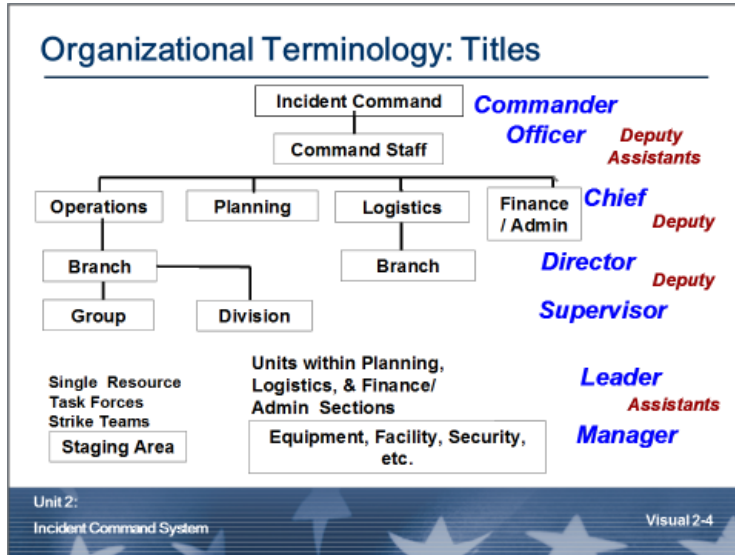 Organizational Terminology: Titles
Incident Command
Commander
Command Staff
Officer
Deputy
Assistants
Operations
Planning
Logistics
Finance
/ Admin
Chief
Deputy
Branch
Branch
Director
Deputy
Group
Division
Supervisor
Single Resource
Task Forces
Strike Teams
Units within Planning,
Logistics, & Finance/
Admin Sections
Leader
Assistants
Staging Area
Equipment, Facility, Security,
etc.
Manager
Unit 2:
Incident Command System
Visual 2-4